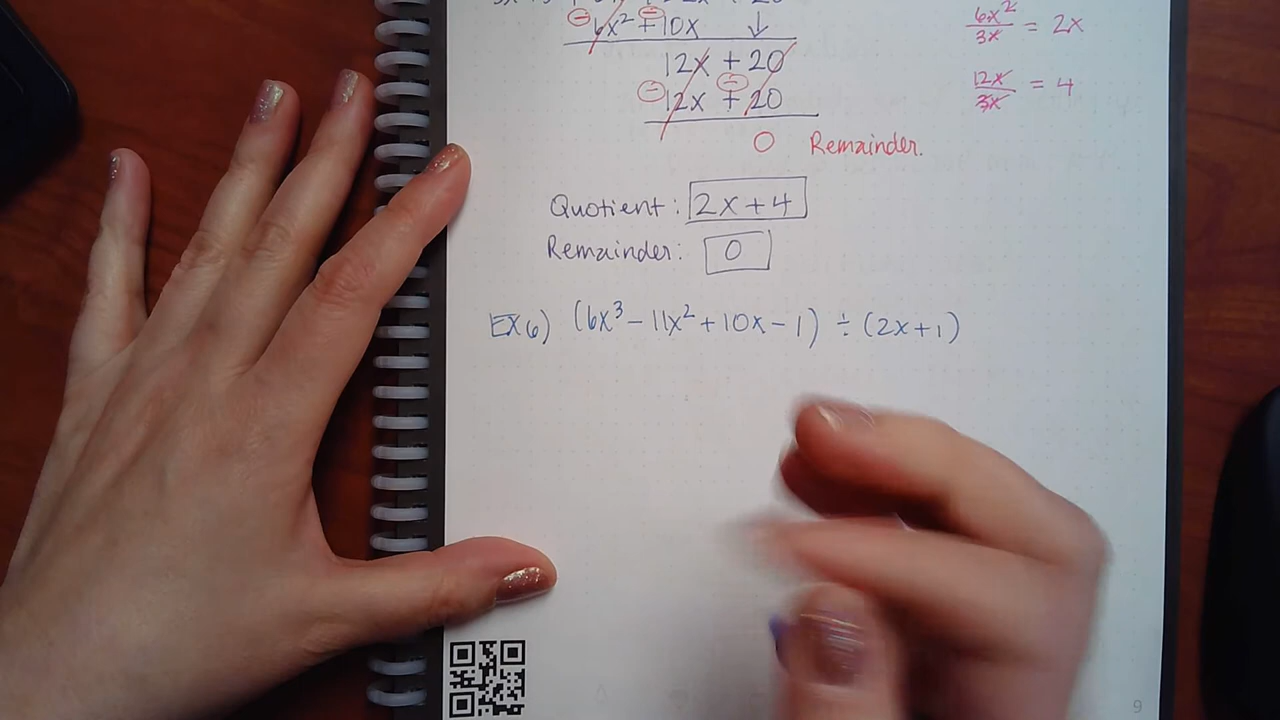 6x² + 10x ↓
6x²/3x = 2x
12x + 20
12x + 20
12x/3x = 4
0 Remainder.
Quotient: 2x+4
Remainder: 0
Ex 6) (6x³ - 11x² + 10x - 1) ÷ (2x+1)
9